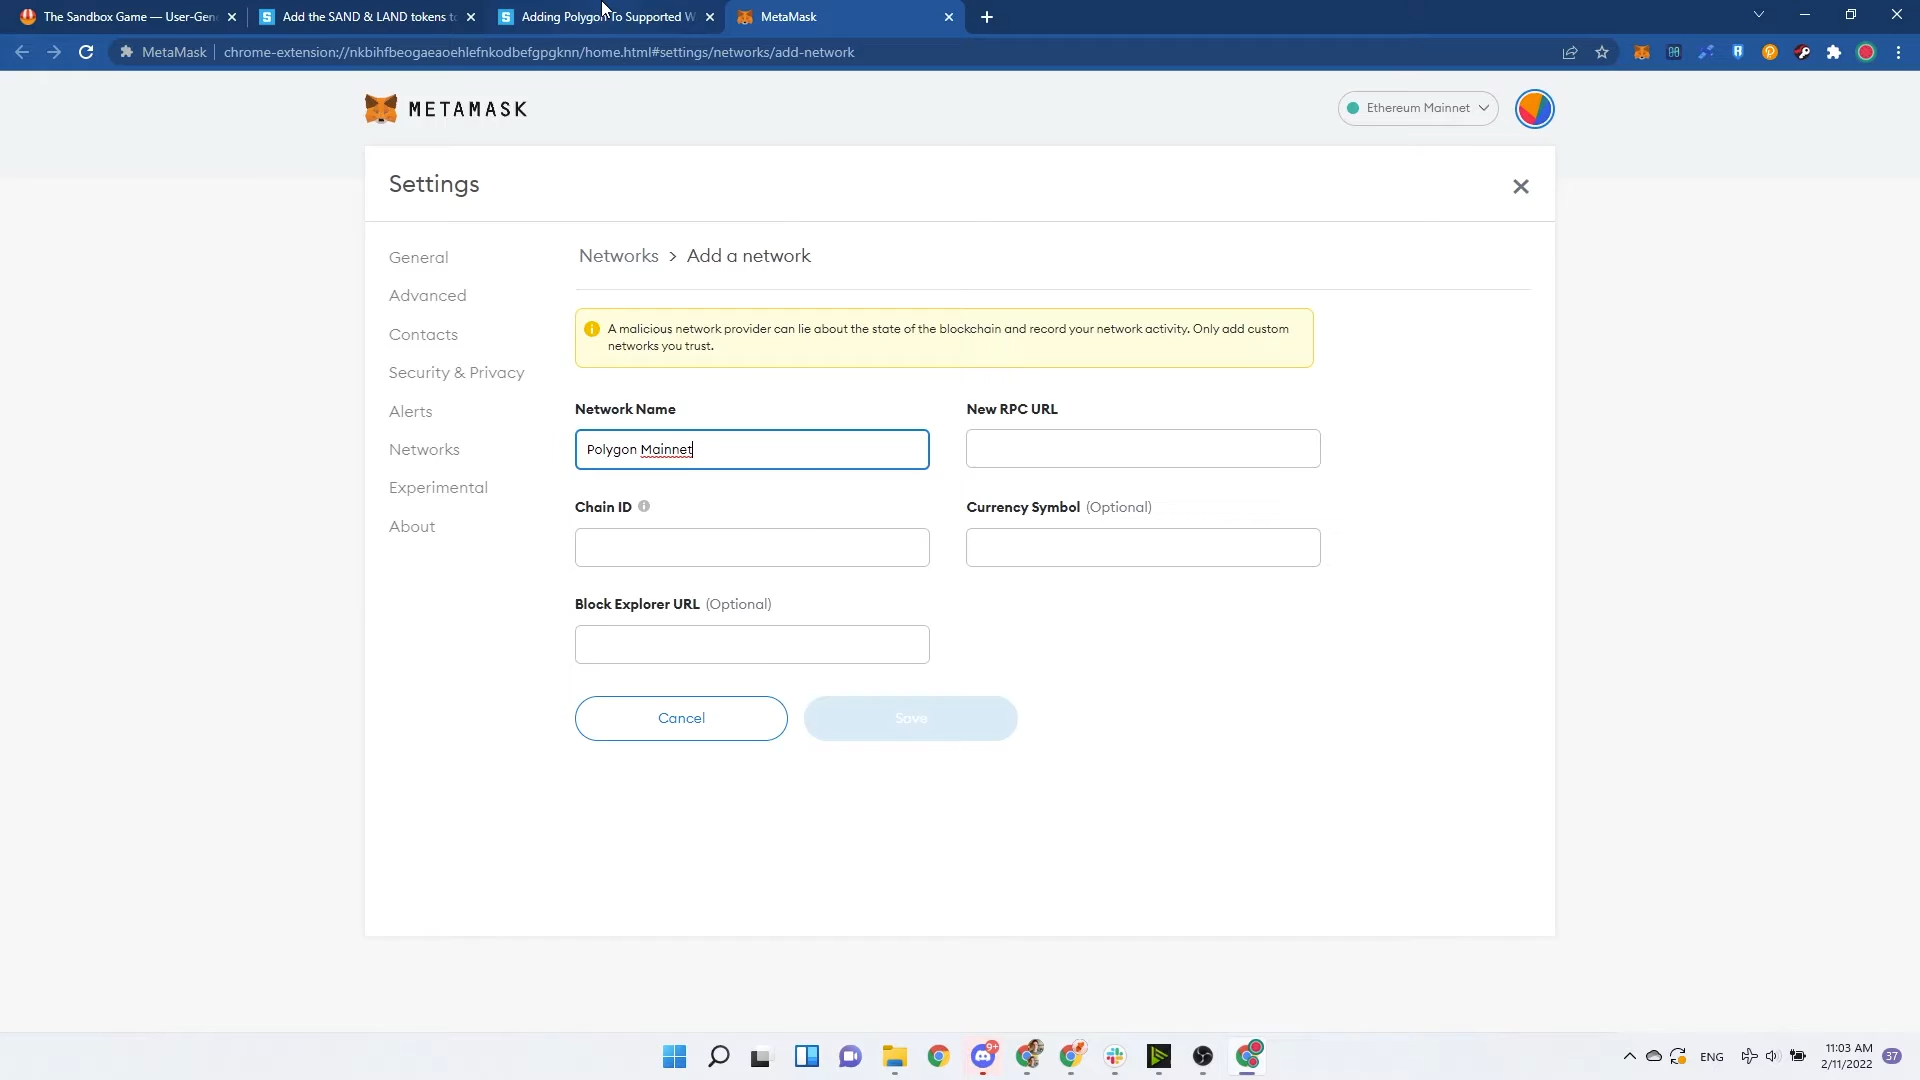 The Sandbox Game — User-Gen
Add the SAND & LAND tokens to
Adding Polygon To Supported W
MetaMask
MetaMask
chrome-extension://nkbihfbeogaeaoehlefnkodbefgpgknn/home.html#settings/networks/add-network
METAMASK
Ethereum Mainnet
Settings
General
Advanced
Contacts
Security & Privacy
Alerts
Networks
Experimental
About
Networks > Add a network
A malicious network provider can lie about the state of the blockchain and record your network activity. Only add custom
networks you trust.
Network Name
New RPC URL
Polygon Mainnet
Chain ID
Currency Symbol (Optional)
Block Explorer URL (Optional)
Cancel
Save
9+
ENG
11:03 AM
2/11/2022
37